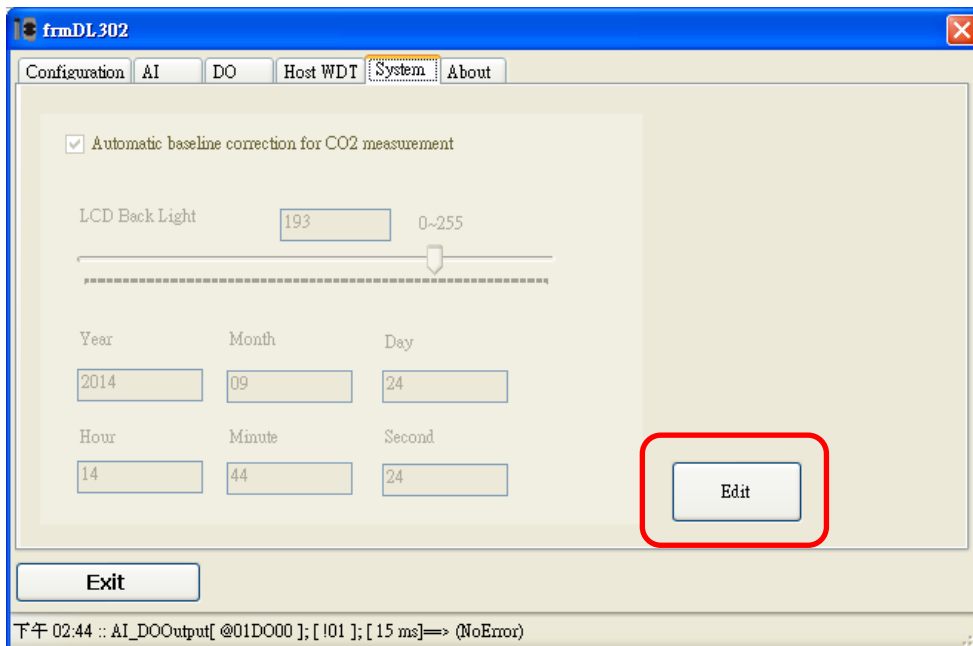 frmDL302
Configuration AI DO Host WDT System About
Automatic baseline correction for CO2 measurement
LCD Back Light 193 0~255
Year Month Day
2014 09 24
Hour Minute Second
14 44 24
Edit
Exit
下午 02:44 :: AI_DOOutput[ @01DO00 ]; [ !01 ]; [ 15 ms]==> (NoError)